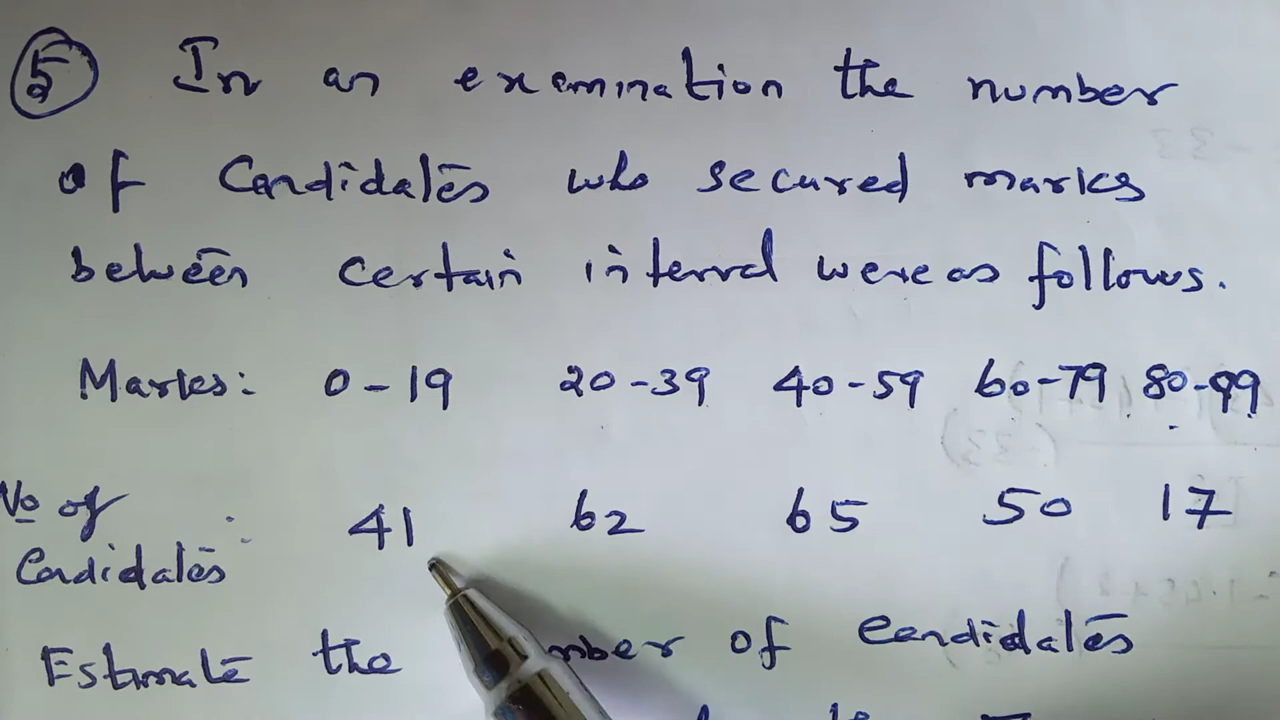 5 In an examination the number
of Candidates who secured marks
between certain interval were as follows.
Marks: 0-19 20-39 40-59 60-79 80-99
No of
Candidates : 41 62 65 50 17
Estimate the number of candidates